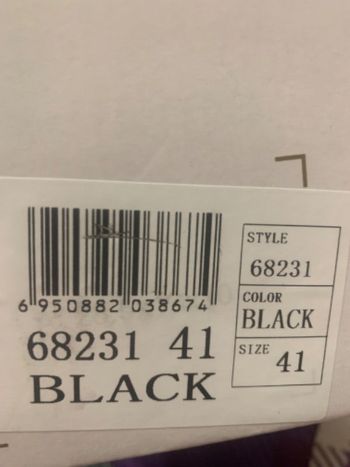 6 950882 038674
68231 41
BLACK
STYLE
68231
COLOR
BLACK
SIZE
41